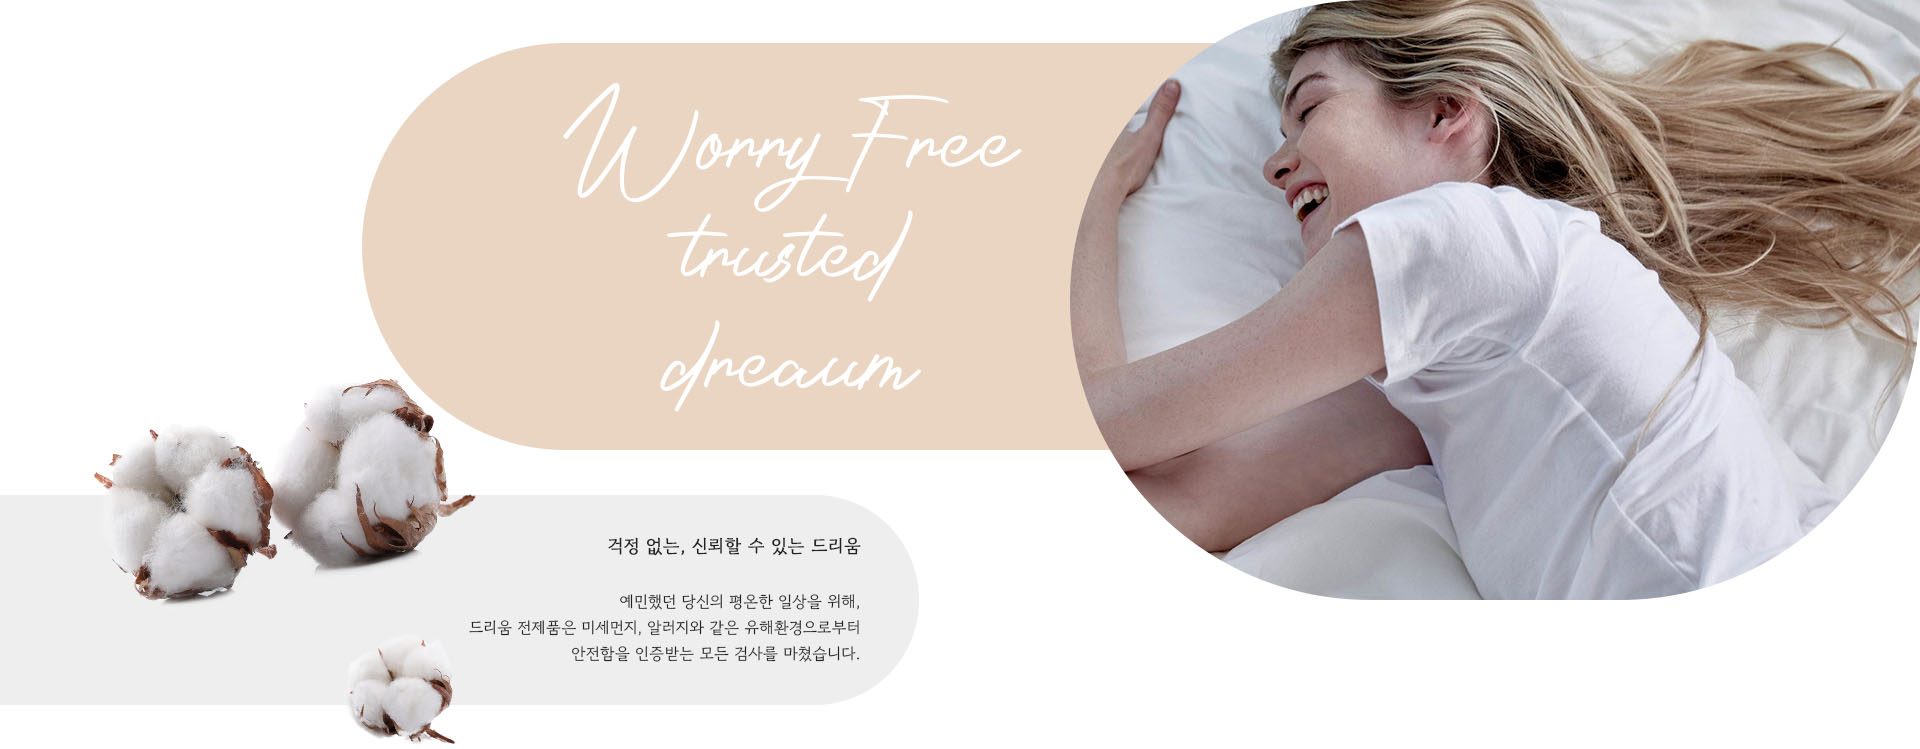 Worry Free
trusted
dreaum
걱정 없는, 신뢰할 수 있는 드리움
예민했던 당신의 평온한 일상을 위해,
드리움 전제품은 미세먼지, 알러지와 같은 유해환경으로부터
안전함을 인증받는 모든 검사를 마쳤습니다.